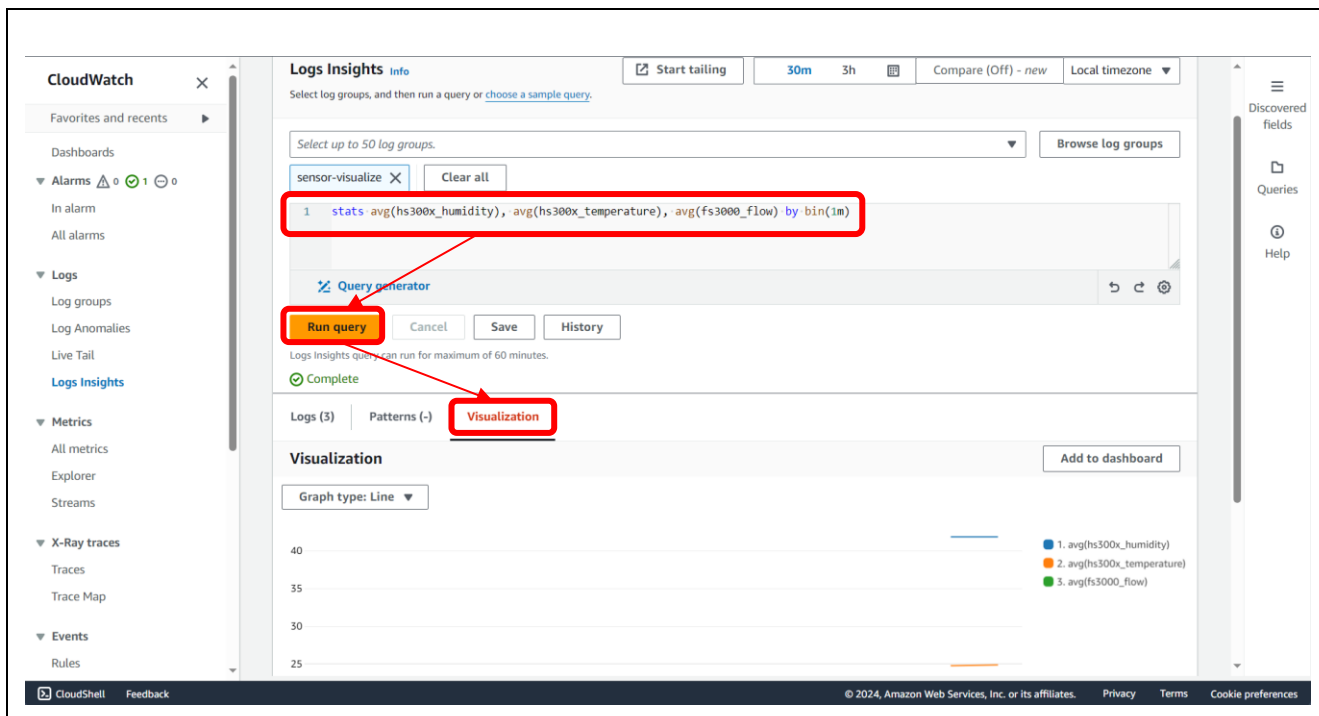 CloudWatch
Favorites and recents
Dashboards
Alarms 0 1 0
In alarm
All alarms
Logs
Log groups
Log Anomalies
Live Tail
Logs Insights
Metrics
All metrics
Explorer
Streams
X-Ray traces
Traces
Trace Map
Events
Rules
Logs Insights Info
Start tailing 30m 3h Compare (Off) - new Local timezone
Select log groups, and then run a query or choose a sample query.
Select up to 50 log groups. Browse log groups
sensor-visualize Clear all
1 stats avg(hs300x_humidity), avg(hs300x_temperature), avg(fs3000_flow) by bin(1m)
Query generator
Run query Cancel Save History
Logs Insights query can run for maximum of 60 minutes.
Complete
Logs (3) Patterns (-) Visualization
Visualization Add to dashboard
Graph type: Line
40
35
30
25
1. avg(hs300x_humidity)
2. avg(hs300x_temperature)
3. avg(fs3000_flow)
Discovered
fields
Queries
Help
CloudShell Feedback © 2024, Amazon Web Services, Inc. or its affiliates. Privacy Terms Cookie preferences